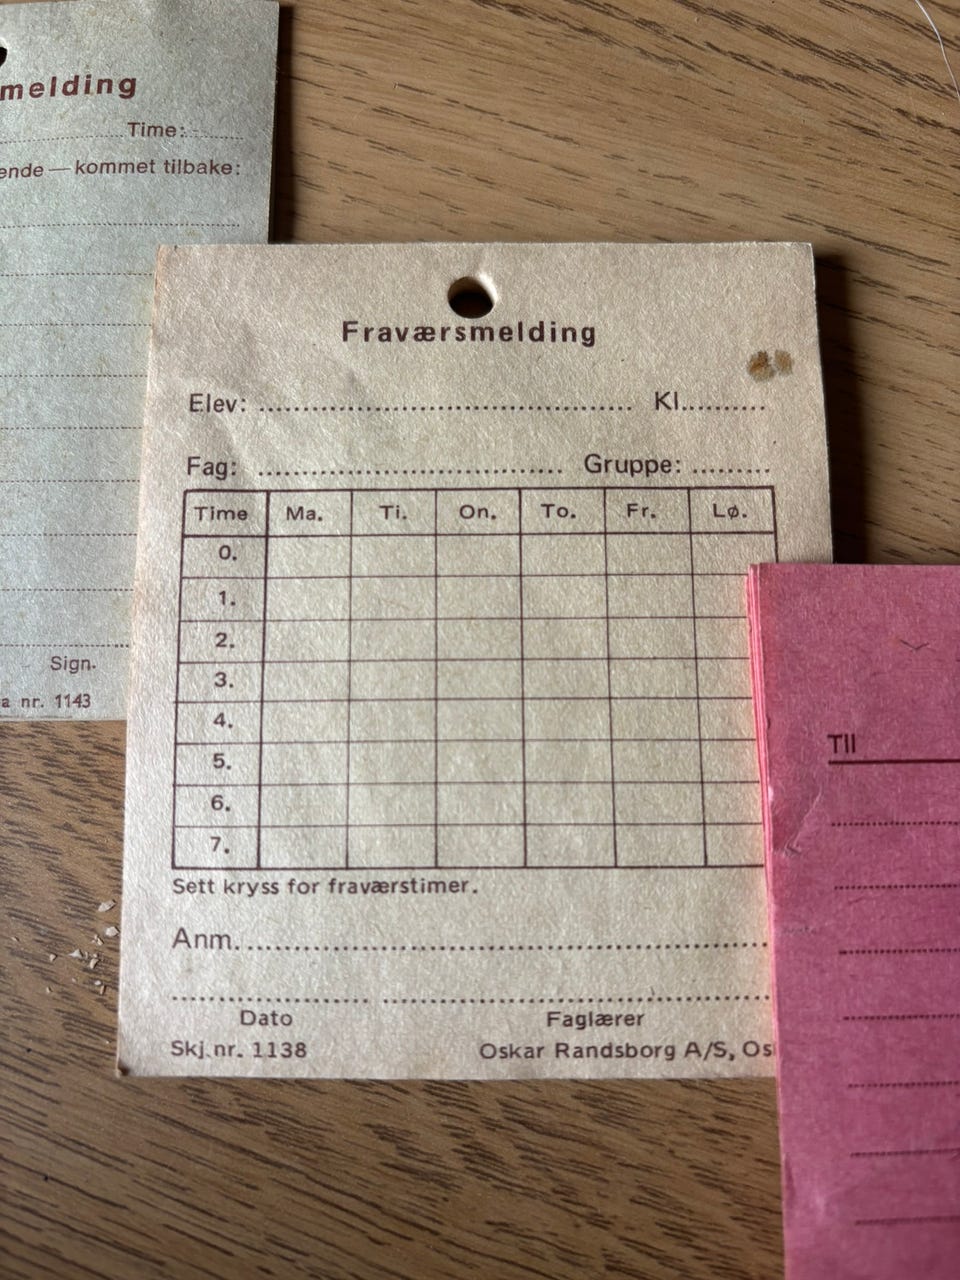 melding
Time:
ende — kommet tilbake:
Sign.
nr. 1143
Fraværsmelding
Elev: Kl.
Fag: Gruppe:
Time Ma. Ti. On. To. Fr. Lø.
0.
1.
2.
3.
4.
5.
6.
7.
Sett kryss for fraværstimer.
Anm.
Dato Faglærer
Skj. nr. 1138 Oskar Randsborg A/S, Os
Til